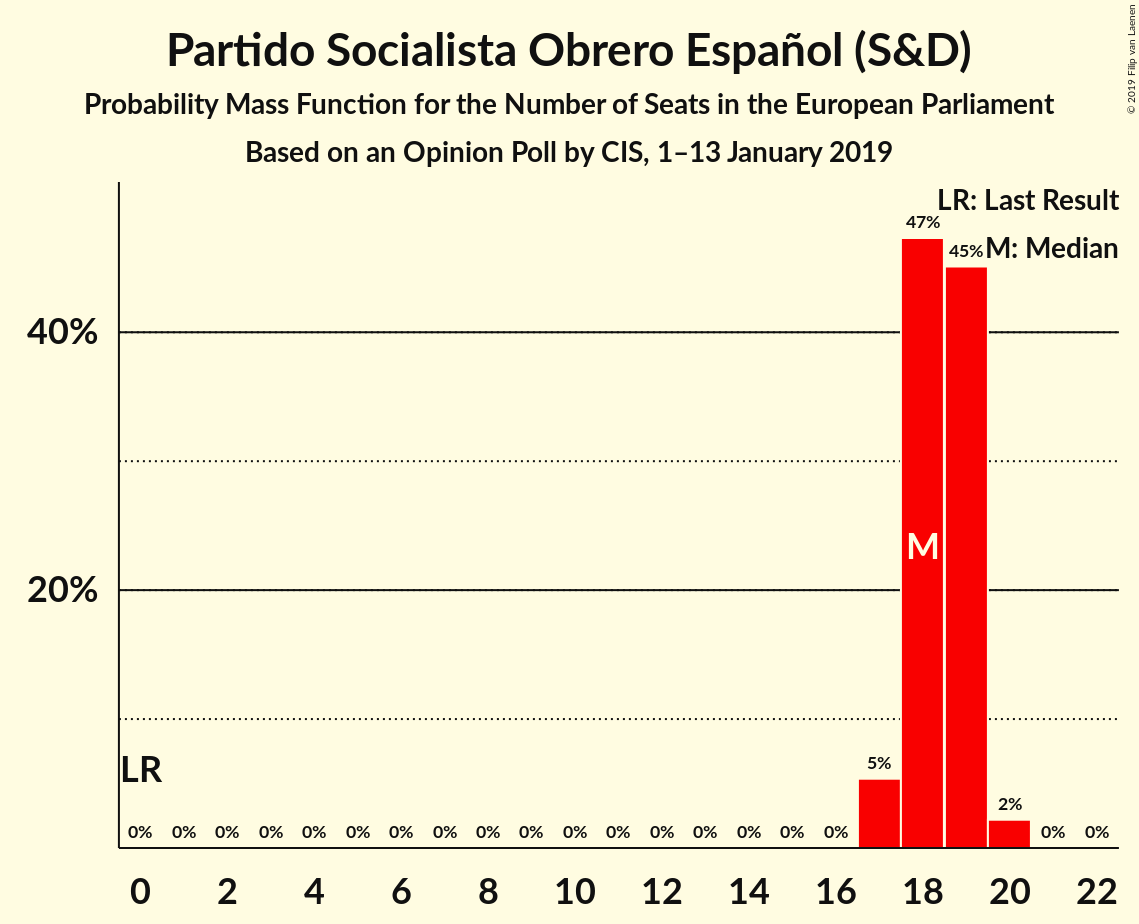 Partido Socialista Obrero Español (S&D)
Probability Mass Function for the Number of Seats in the European Parliament
Based on an Opinion Poll by CIS, 1–13 January 2019
© 2019 Filip van Laenen
LR: Last Result
M: Median
47%
45%
40%
M
20%
LR
5%
2%
0% 0% 0% 0% 0% 0% 0% 0% 0% 0% 0% 0% 0% 0% 0% 0% 0% 0% 0%
0 2 4 6 8 10 12 14 16 18 20 22